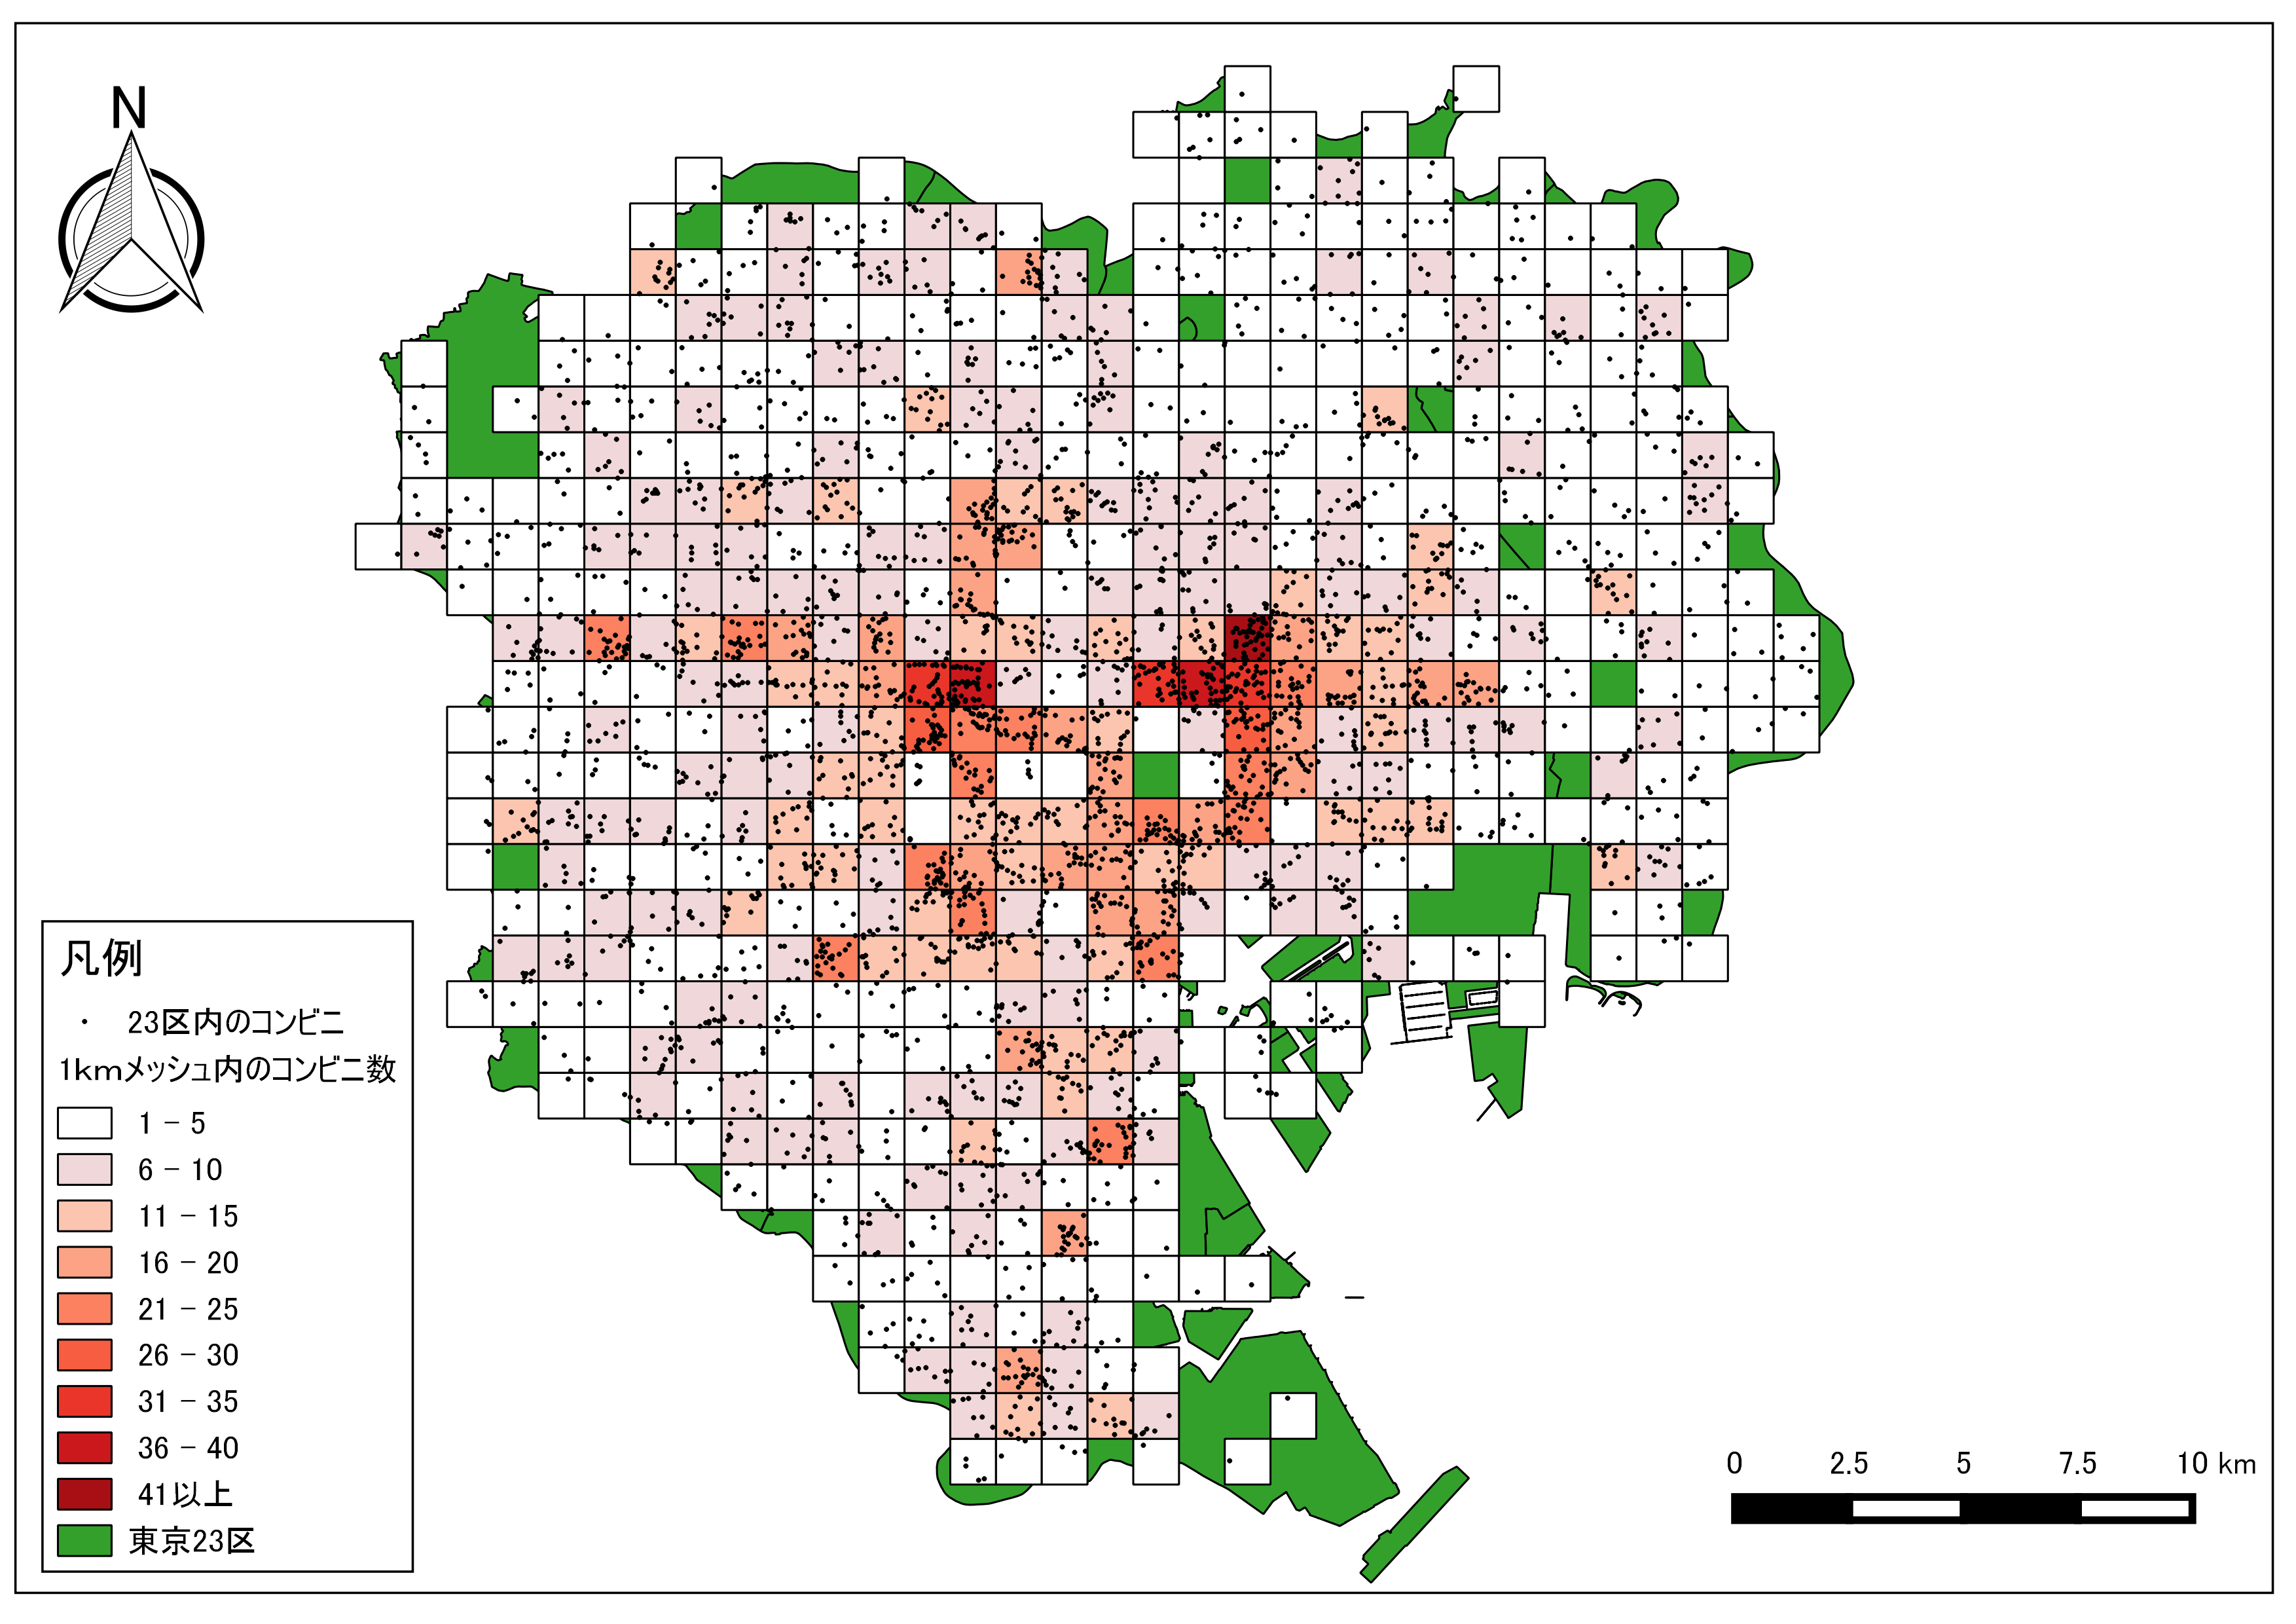 N
凡例
23区内のコンビニ
1kmメッシュ内のコンビニ数
1 - 5
6 - 10
11 - 15
16 - 20
21 - 25
26 - 30
31 - 35
36 - 40
41以上
東京23区
0 2.5 5 7.5 10 km